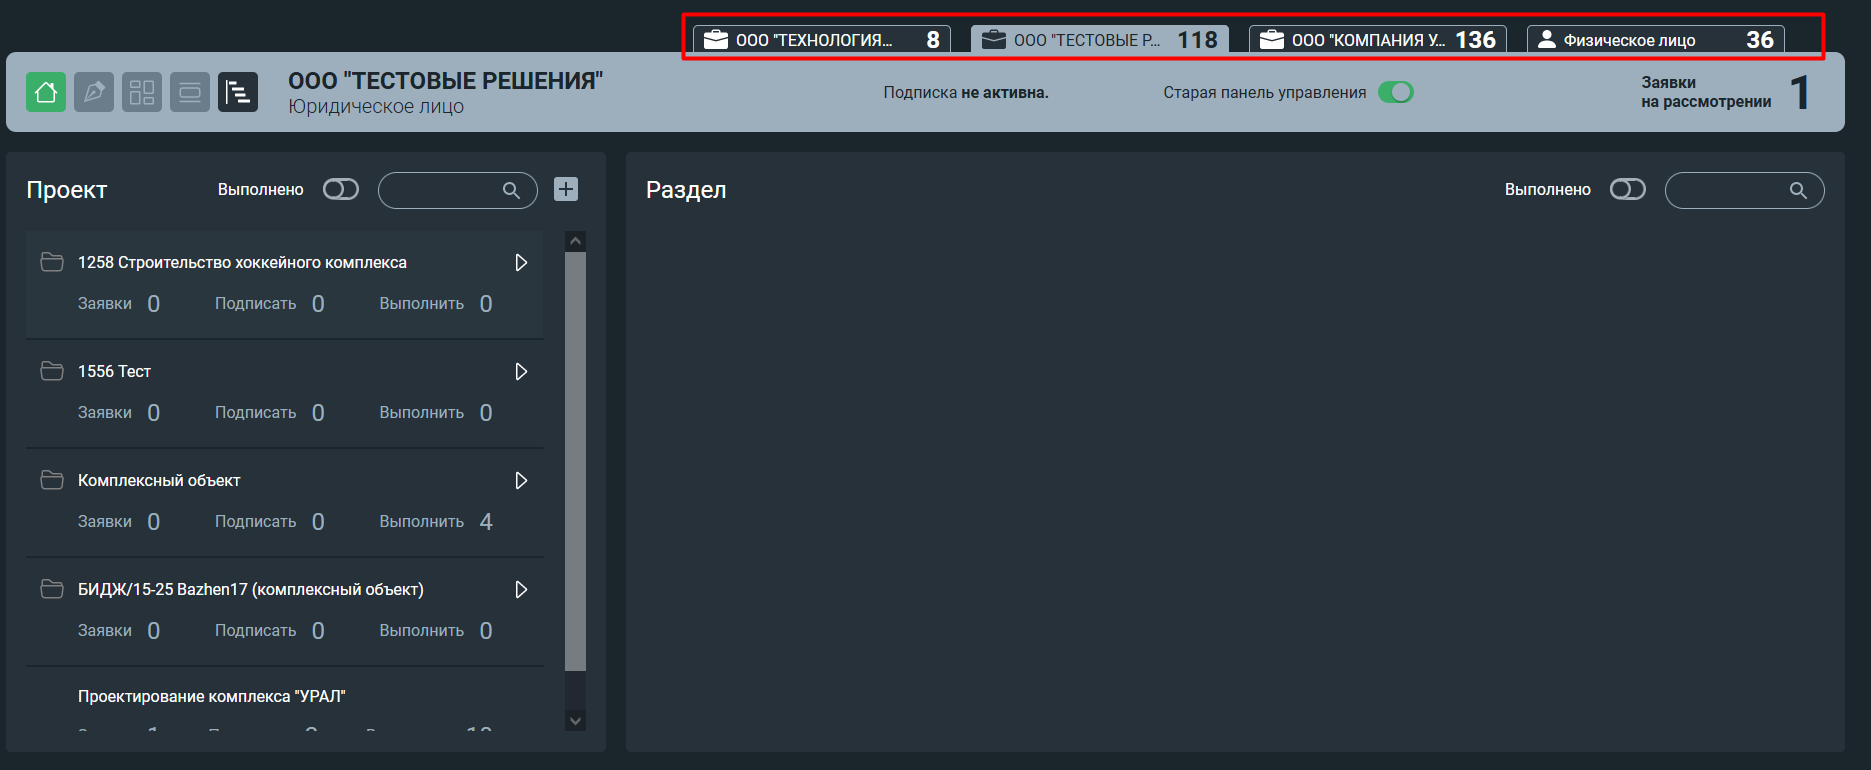 ООО "ТЕХНОЛОГИЯ... 8
ООО "ТЕСТОВЫЕ Р... 118
ООО "КОМПАНИЯ У... 136
Физическое лицо 36
ООО "ТЕСТОВЫЕ РЕШЕНИЯ"
Юридическое лицо
Подписка не активна.
Старая панель управления
Заявки
на рассмотрении 1
Проект
Выполнено
1258 Строительство хоккейного комплекса
Заявки 0 Подписать 0 Выполнить 0
1556 Тест
Заявки 0 Подписать 0 Выполнить 0
Комплексный объект
Заявки 0 Подписать 0 Выполнить 4
БИДЖ/15-25 Bazhen17 (комплексный объект)
Заявки 0 Подписать 0 Выполнить 0
Проектирование комплекса "УРАЛ"
Раздел
Выполнено